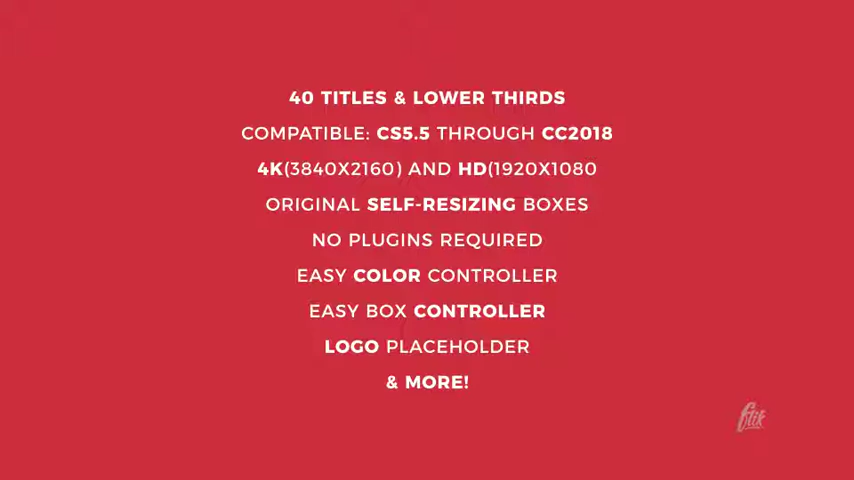 40 TITLES & LOWER THIRDS
COMPATIBLE: CS5.5 THROUGH CC2018
4K(3840X2160) AND HD(1920X1080
ORIGINAL SELF-RESIZING BOXES
NO PLUGINS REQUIRED
EASY COLOR CONTROLLER
EASY BOX CONTROLLER
LOGO PLACEHOLDER
& MORE!